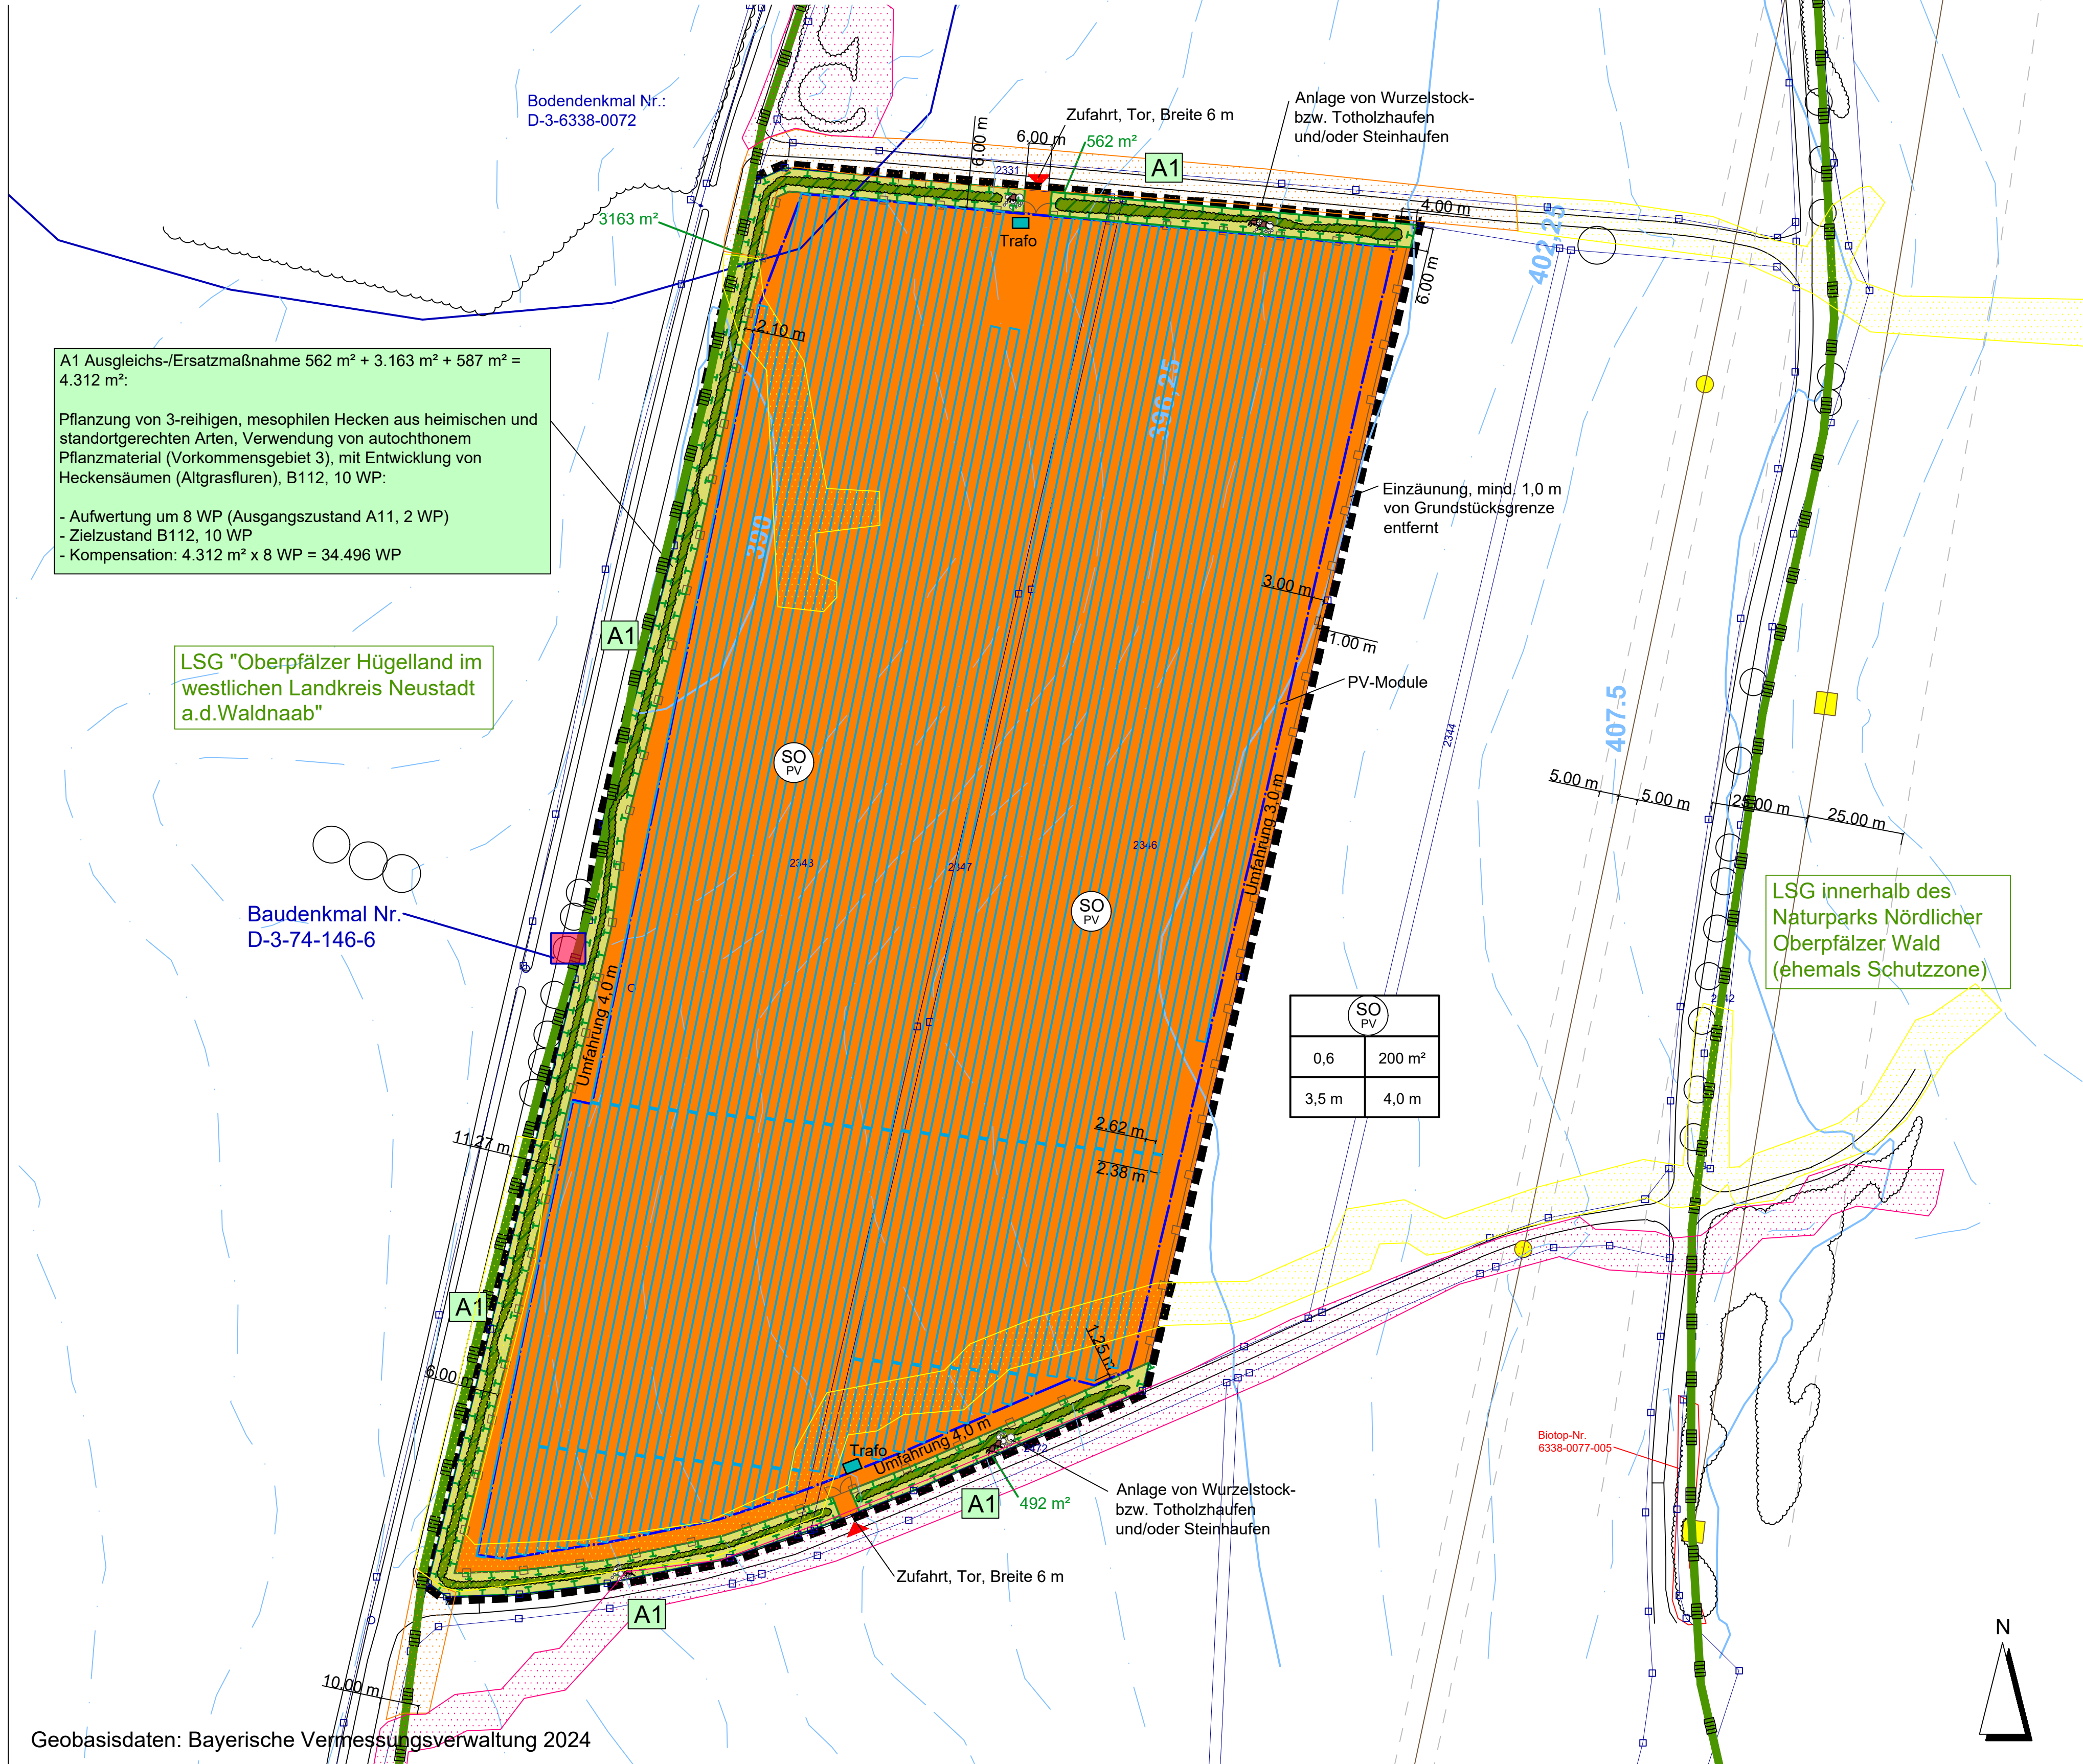 Bodendenkmal Nr.:
D-3-6338-0072
6.00 m
6.00 m
Zufahrt, Tor, Breite 6 m
562 m²
Anlage von Wurzelstock-
bzw. Totholzhaufen
und/oder Steinhaufen
A1
2331
4.00 m
3163 m²
Trafo
6.00 m
402,25
2.10 m
A1 Ausgleichs-/Ersatzmaßnahme 562 m² + 3.163 m² + 587 m² =
4.312 m²:
Pflanzung von 3-reihigen, mesophilen Hecken aus heimischen und
standortgerechten Arten, Verwendung von autochthonem
Pflanzmaterial (Vorkommensgebiet 3), mit Entwicklung von
Heckensäumen (Altgrasfluren), B112, 10 WP:
- Aufwertung um 8 WP (Ausgangszustand A11, 2 WP)
- Zielzustand B112, 10 WP
- Kompensation: 4.312 m² x 8 WP = 34.496 WP
396,25
390
Einzäunung, mind. 1,0 m
von Grundstücksgrenze
entfernt
3.00 m
1.00 m
A1
LSG "Oberpfälzer Hügelland im
westlichen Landkreis Neustadt
a.d.Waldnaab"
PV-Module
407.5
2344
SO
PV
5.00 m
5.00 m
25.00 m
25.00 m
Umfahrung 3,0 m
2348
2347
2346
LSG innerhalb des
Naturparks Nördlicher
Oberpfälzer Wald
(ehemals Schutzzone)
SO
PV
Baudenkmal Nr.
D-3-74-146-6
Umfahrung 4,0 m
2342
SO
PV
0,6 200 m²
3,5 m 4,0 m
11.27 m
2.62 m
2.38 m
A1
1.25 m
6.00 m
Umfahrung 4,0 m
Trafo
2472
Biotop-Nr.
6338-0077-005
Anlage von Wurzelstock-
bzw. Totholzhaufen
und/oder Steinhaufen
A1
492 m²
Zufahrt, Tor, Breite 6 m
A1
N
10.00 m
Geobasisdaten: Bayerische Vermessungsverwaltung 2024